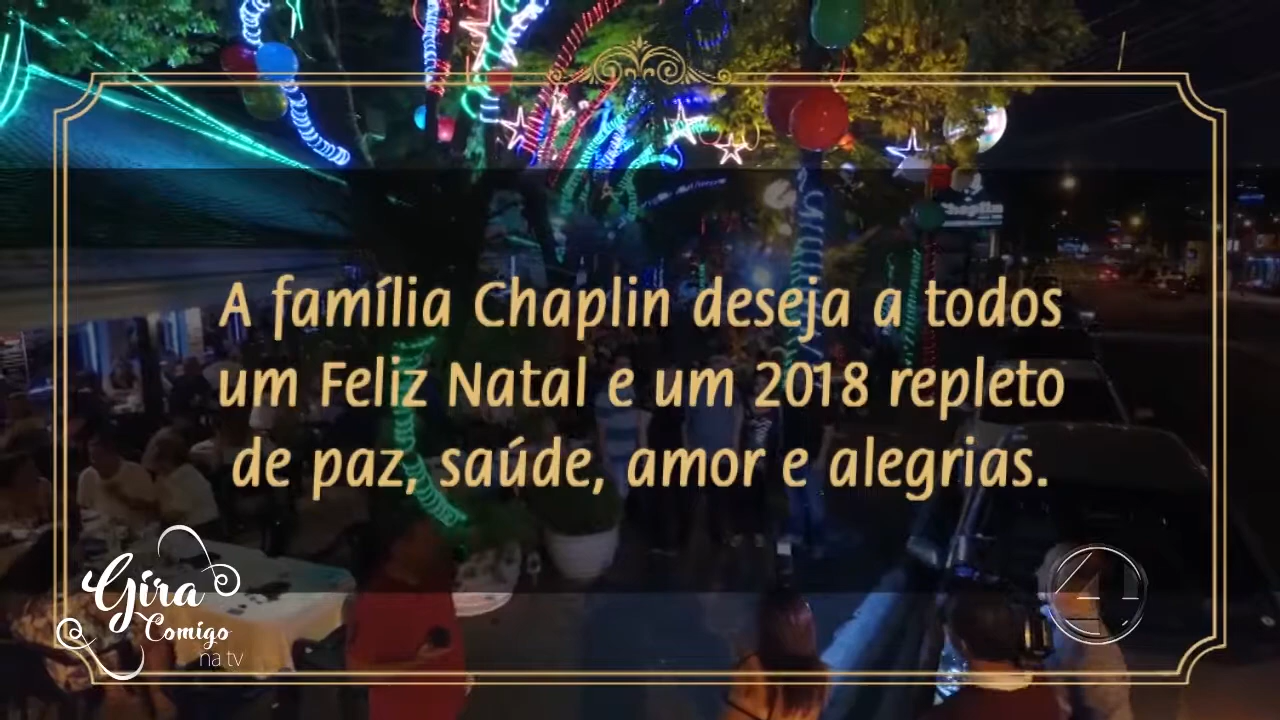 Chaplin
A família Chaplin deseja a todos
um Feliz Natal e um 2018 repleto
de paz, saúde, amor e alegrias.
Gira
Comigo
na tv
4